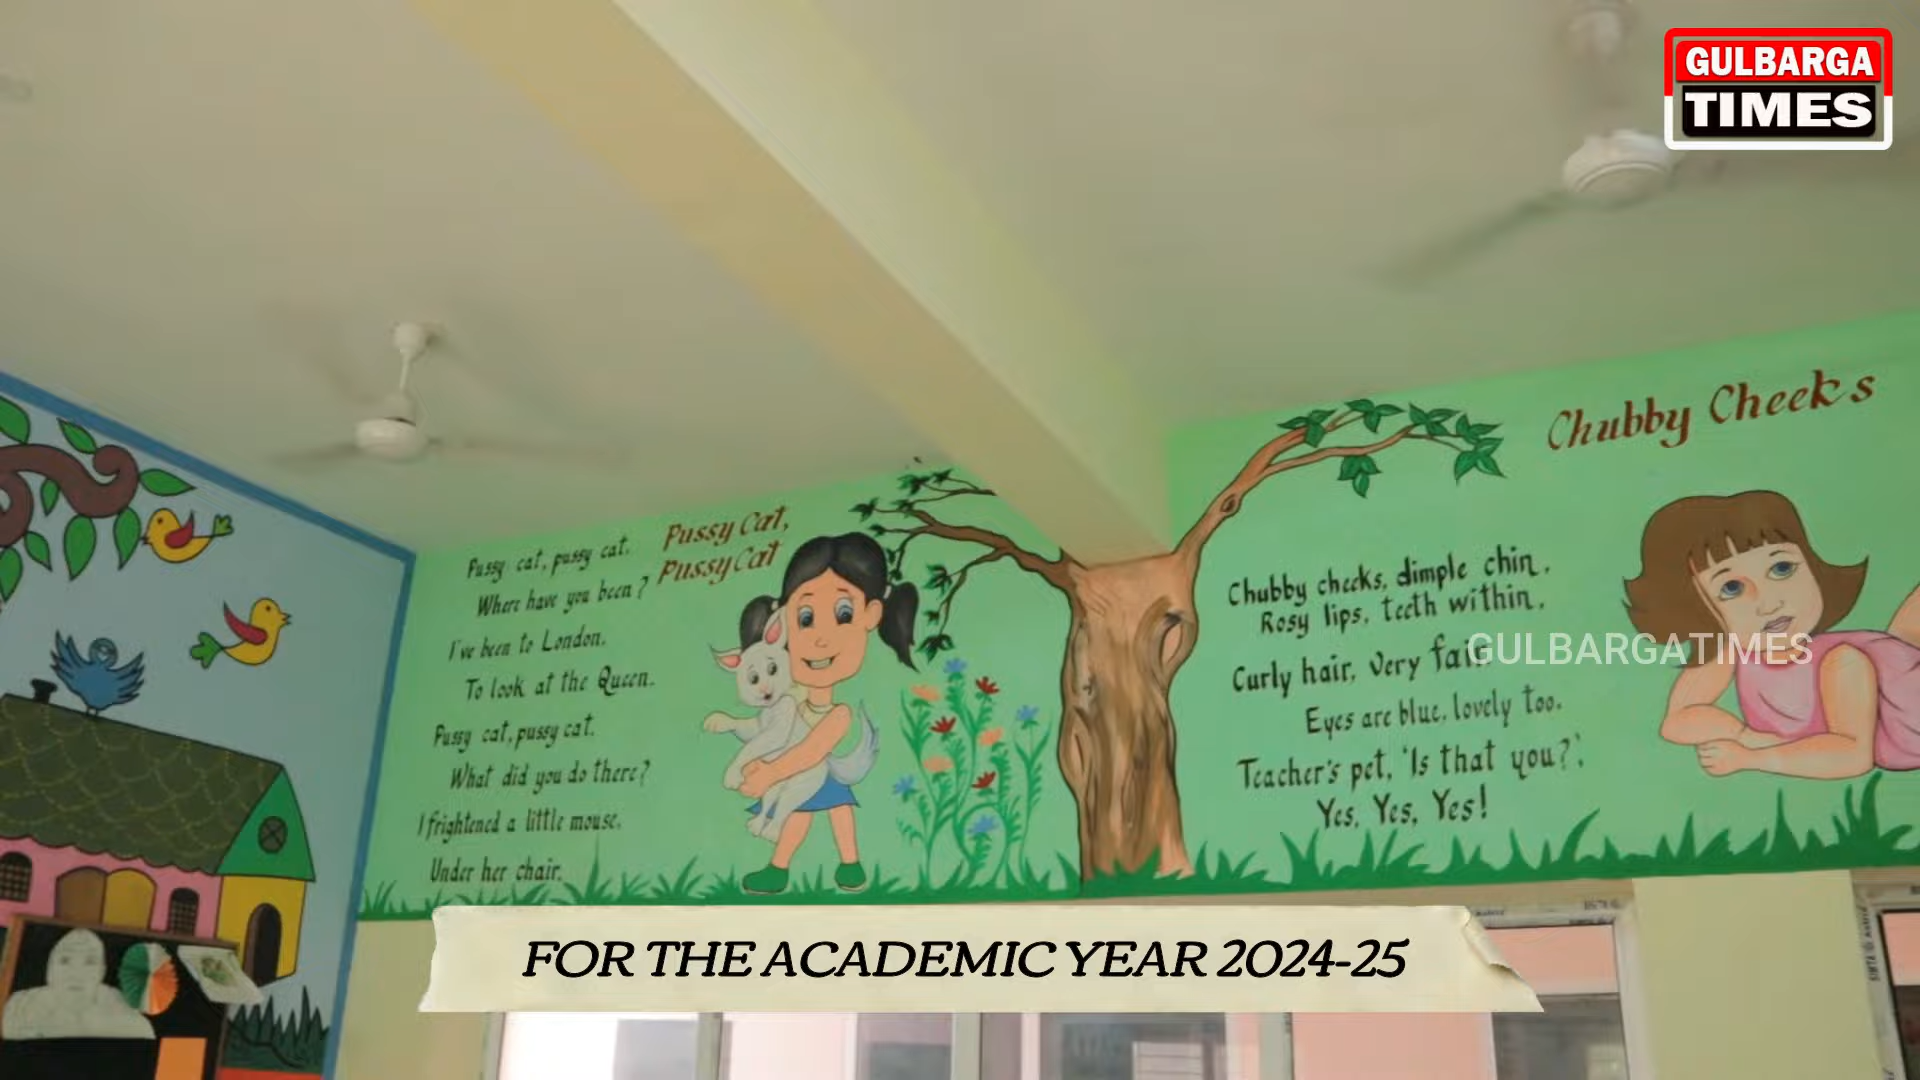 GULBARGA
TIMES
Chubby Cheeks
Pussy Cat,
Pussy Cat
Pussy cat, pussy cat.
Where have you been?
I've been to London.
To look at the Queen.
Pussy cat, pussy cat.
What did you do there?
I frightened a little mouse.
Under her chair.
Chubby cheeks, dimple chin.
Rosy lips, teeth within.
Curly hair, very fair
Eyes are blue, lovely too.
Teacher's pet, 'Is that you?'.
Yes, Yes, Yes!
GULBARGATIMES
FOR THE ACADEMIC YEAR 2024-25